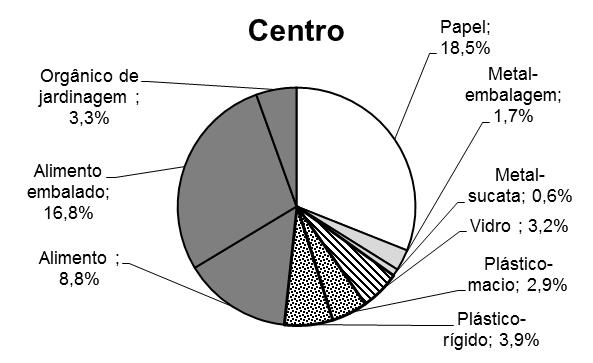 Centro
Papel;
18,5%
Metal-
embalagem;
1,7%
Metal-
sucata; 0,6%
Vidro ; 3,2%
Plástico-
macio; 2,9%
Plástico-
rígido; 3,9%
Alimento ;
8,8%
Alimento
embalado;
16,8%
Orgânico de
jardinagem ;
3,3%